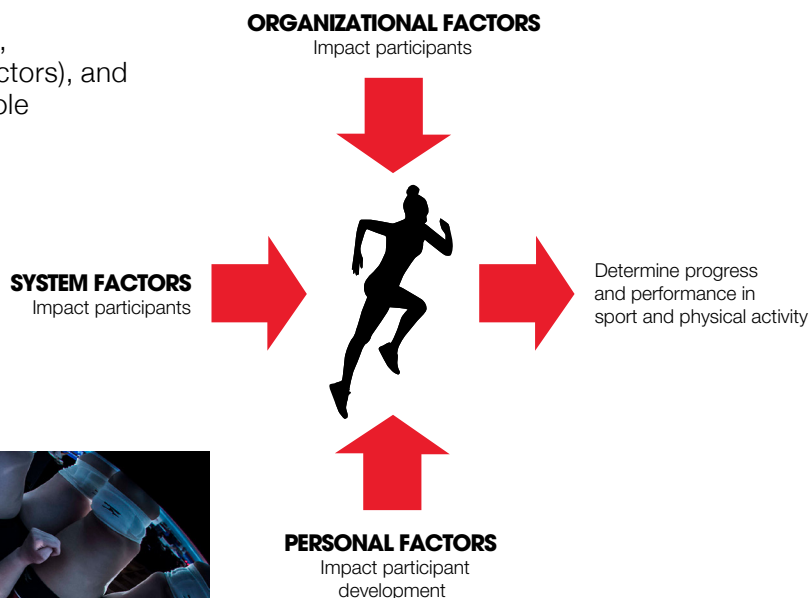 ,
ctors), and
ole
ORGANIZATIONAL FACTORS
Impact participants
SYSTEM FACTORS
Impact participants
Determine progress
and performance in
sport and physical activity
PERSONAL FACTORS
Impact participant
development